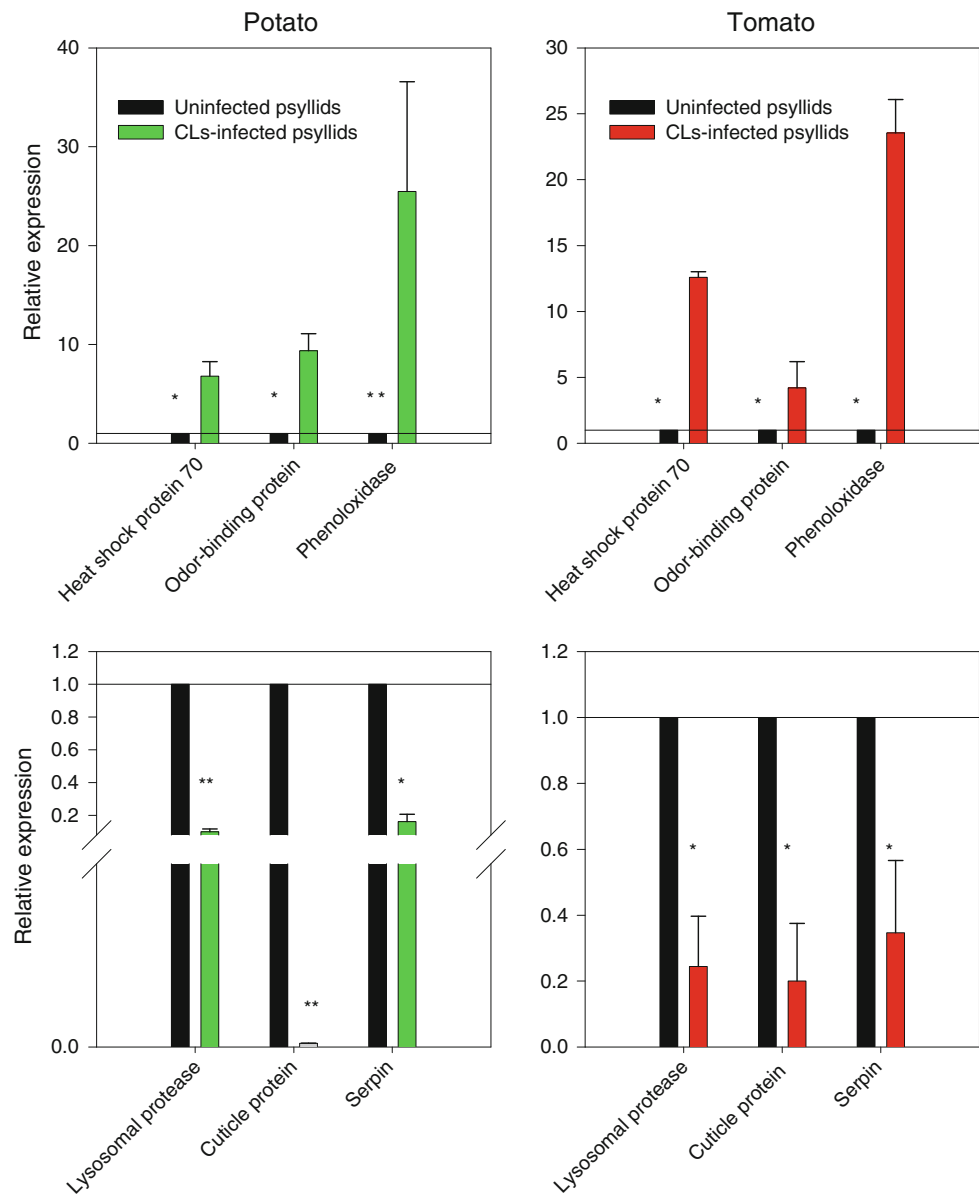 Potato
Tomato
40
30
20
10
0
Relative expression
Uninfected psyllids
CLs-infected psyllids
*
*
* *
Heat shock protein 70
Odor-binding protein
Phenoloxidase
30
25
20
15
10
5
0
Uninfected psyllids
CLs-infected psyllids
*
*
*
Heat shock protein 70
Odor-binding protein
Phenoloxidase
1.2
1.0
0.8
0.6
0.4
0.2
0.0
Relative expression
**
**
*
Lysosomal protease
Cuticle protein
Serpin
1.2
1.0
0.8
0.6
0.4
0.2
0.0
*
*
*
Lysosomal protease
Cuticle protein
Serpin